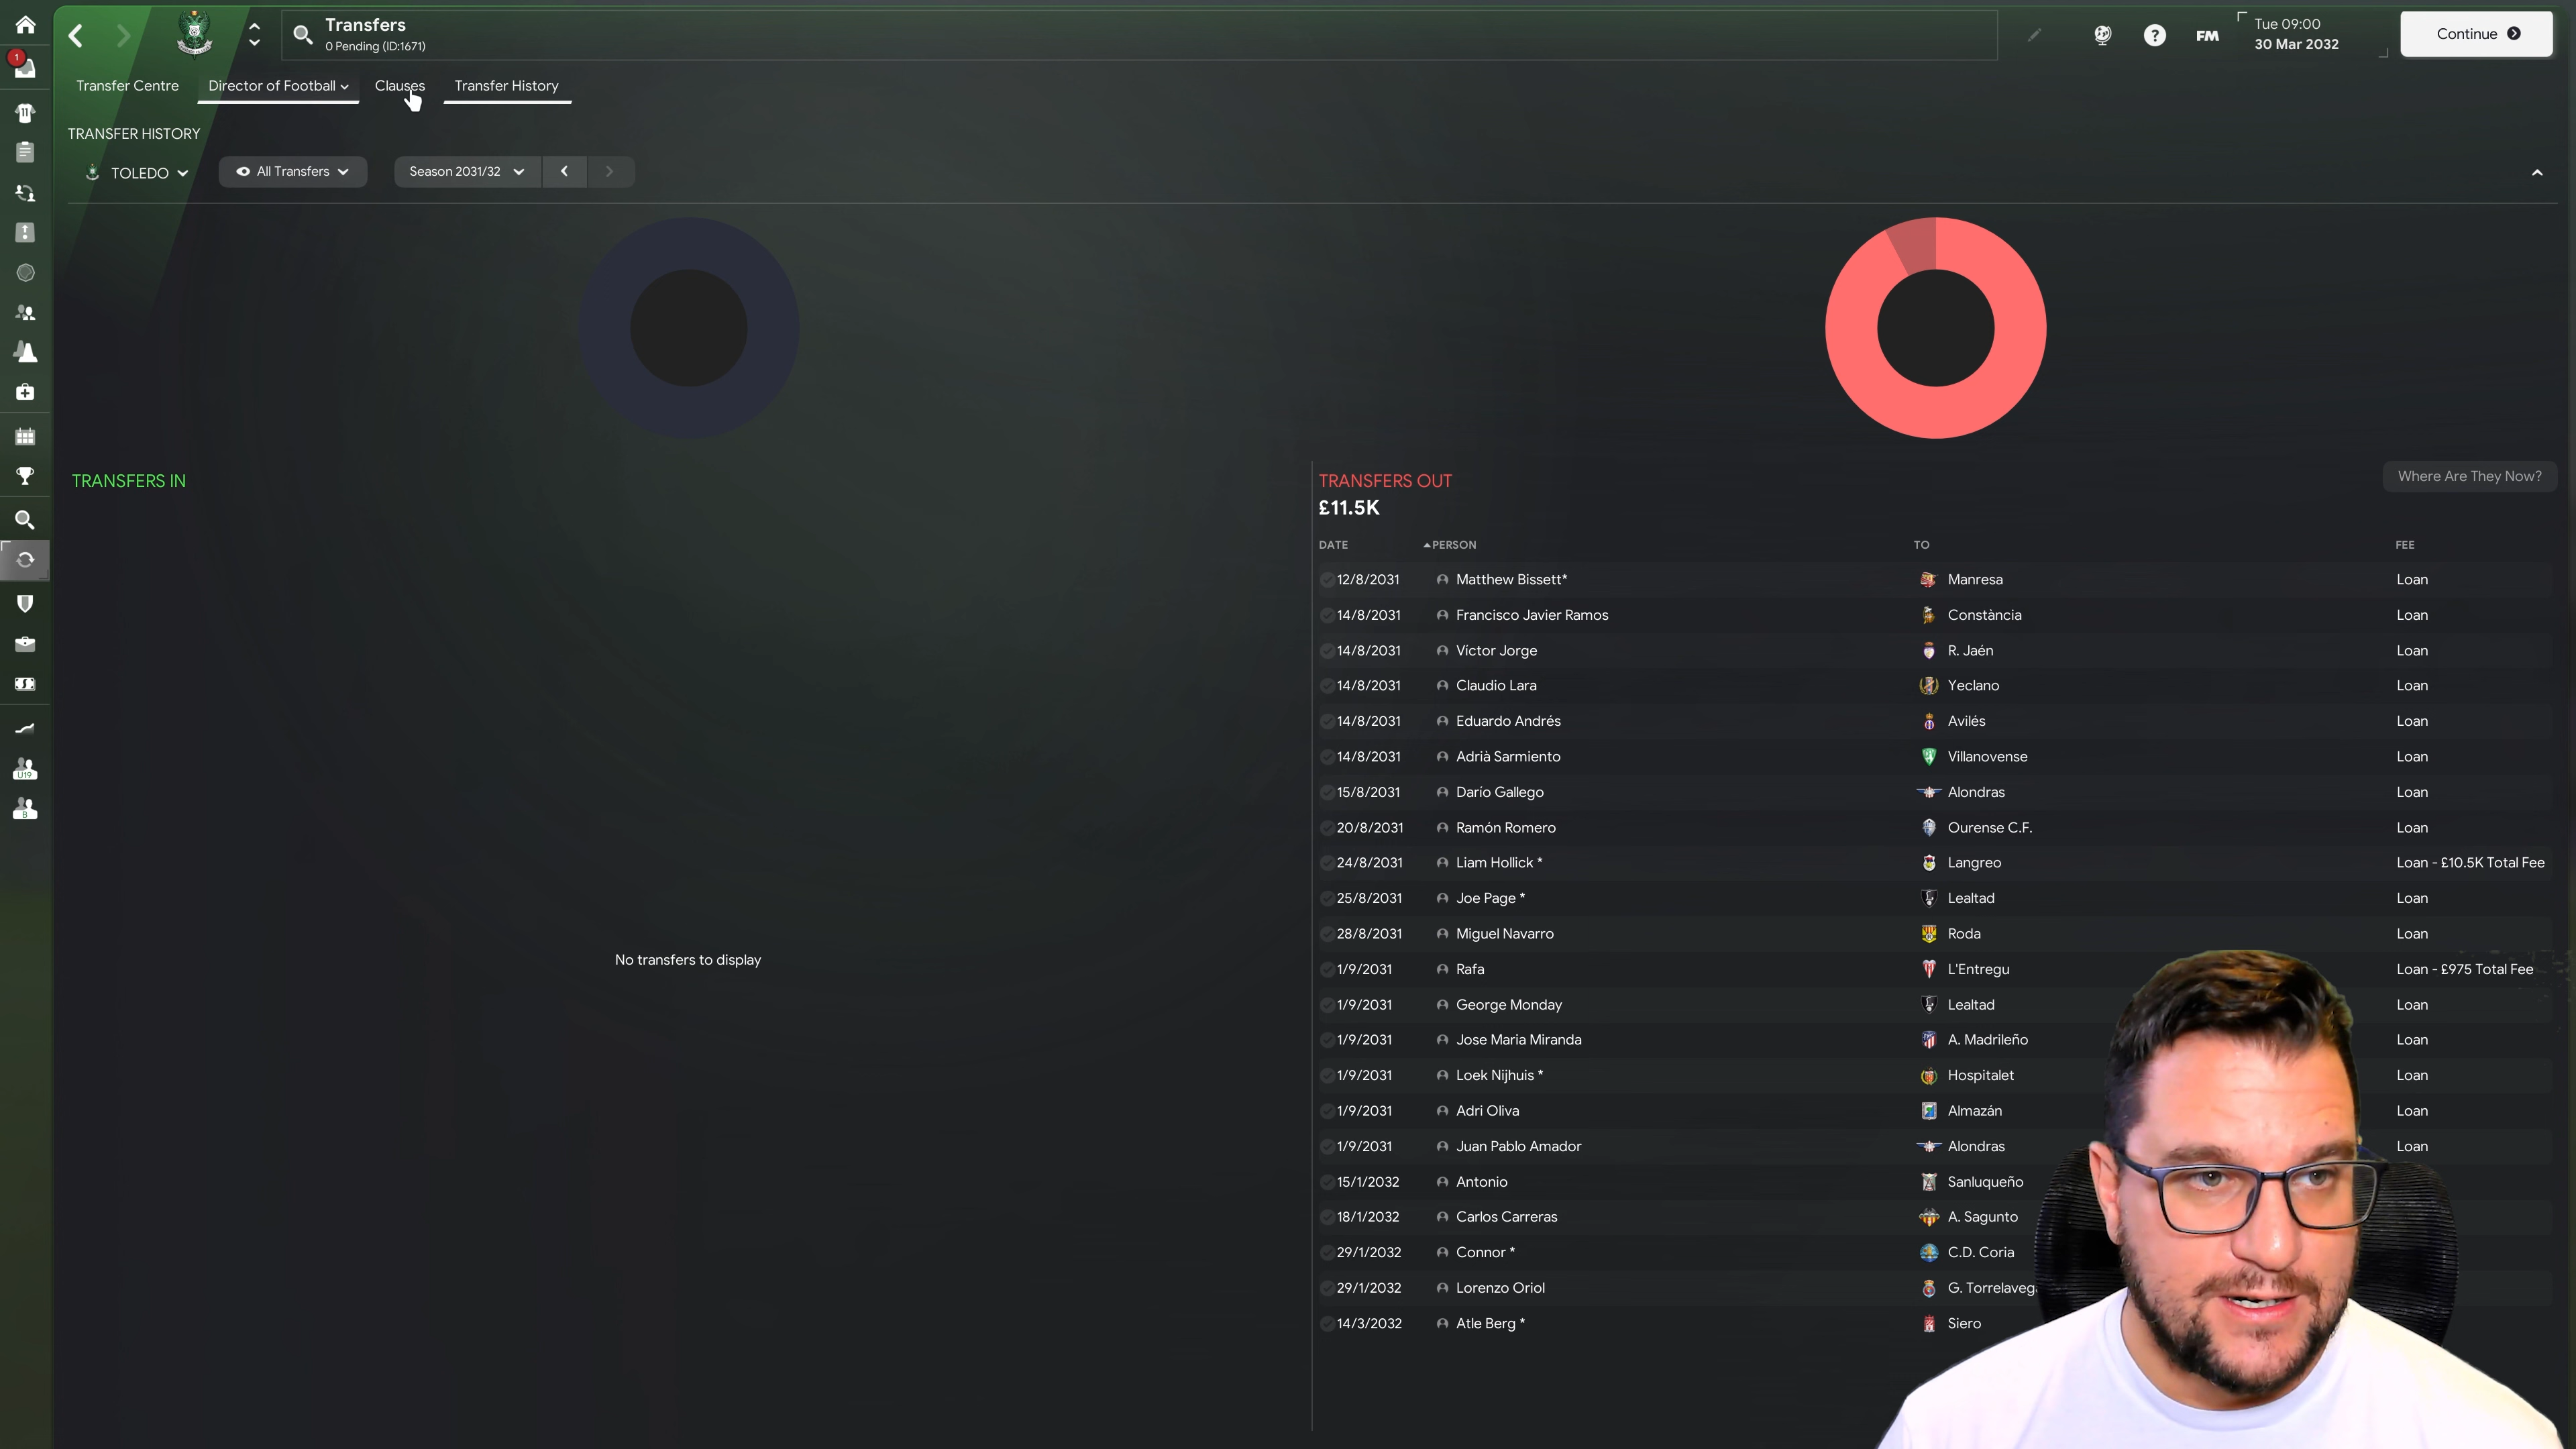 Transfers
0 Pending (ID:1671)
FM
Tue 09:00
30 Mar 2032
Continue
1
Transfer Centre
Director of Football
Clauses
Transfer History
TRANSFER HISTORY
TOLEDO
All Transfers
Season 2031/32
TRANSFERS IN
No transfers to display
TRANSFERS OUT
£11.5K
Where Are They Now?
DATE PERSON TO FEE
12/8/2031 Matthew Bissett* Manresa Loan
14/8/2031 Francisco Javier Ramos Constància Loan
14/8/2031 Víctor Jorge R. Jaén Loan
14/8/2031 Claudio Lara Yeclano Loan
14/8/2031 Eduardo Andrés Avilés Loan
14/8/2031 Adrià Sarmiento Villanovense Loan
15/8/2031 Darío Gallego Alondras Loan
20/8/2031 Ramón Romero Ourense C.F. Loan
24/8/2031 Liam Hollick * Langreo Loan - £10.5K Total Fee
25/8/2031 Joe Page * Lealtad Loan
28/8/2031 Miguel Navarro Roda Loan
1/9/2031 Rafa L'Entregu Loan - £975 Total Fee
1/9/2031 George Monday Lealtad Loan
1/9/2031 Jose Maria Miranda A. Madrileño Loan
1/9/2031 Loek Nijhuis * Hospitalet Loan
1/9/2031 Adri Oliva Almazán Loan
1/9/2031 Juan Pablo Amador Alondras Loan
15/1/2032 Antonio Sanluqueño
18/1/2032 Carlos Carreras A. Sagunto
29/1/2032 Connor * C.D. Coria
29/1/2032 Lorenzo Oriol G. Torrelaveg
14/3/2032 Atle Berg * Siero
11
U19
B